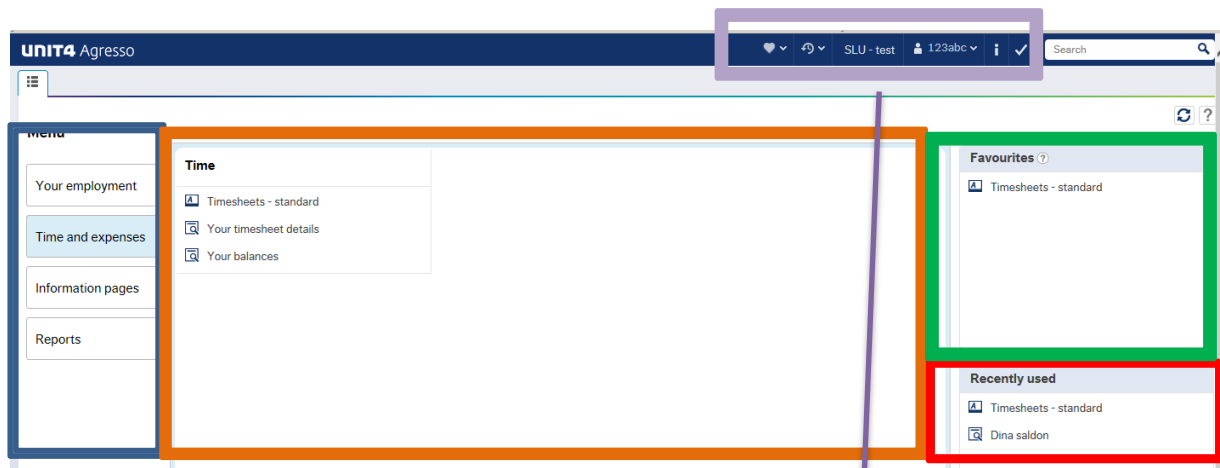 UNIT4 Agresso
SLU - test
123abc
Search
Menu
Your employment
Time and expenses
Information pages
Reports
Time
Timesheets - standard
Your timesheet details
Your balances
Favourites ?
Timesheets - standard
Recently used
Timesheets - standard
Dina saldon